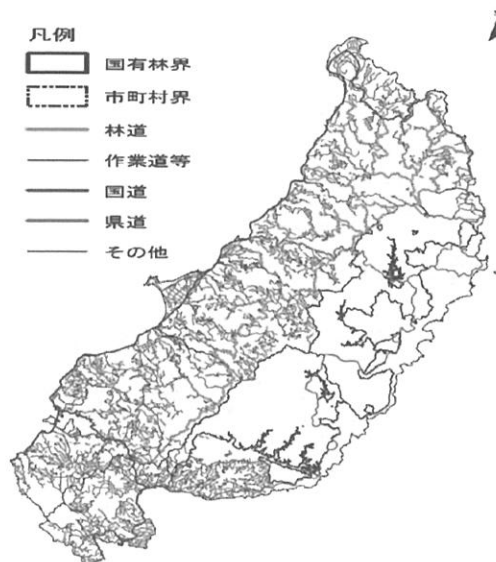 凡例
国有林界
市町村界
林道
作業道等
国道
県道
その他